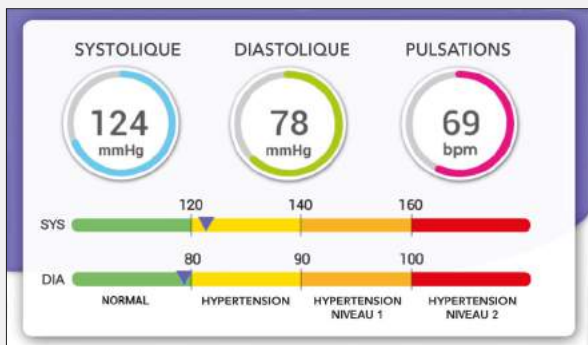 SYSTOLIQUE DIASTOLIQUE PULSATIONS
124 78 69
mmHg mmHg bpm
120 140 160
SYS
80 90 100
DIA
NORMAL HYPERTENSION HYPERTENSION HYPERTENSION
NIVEAU 1 NIVEAU 2